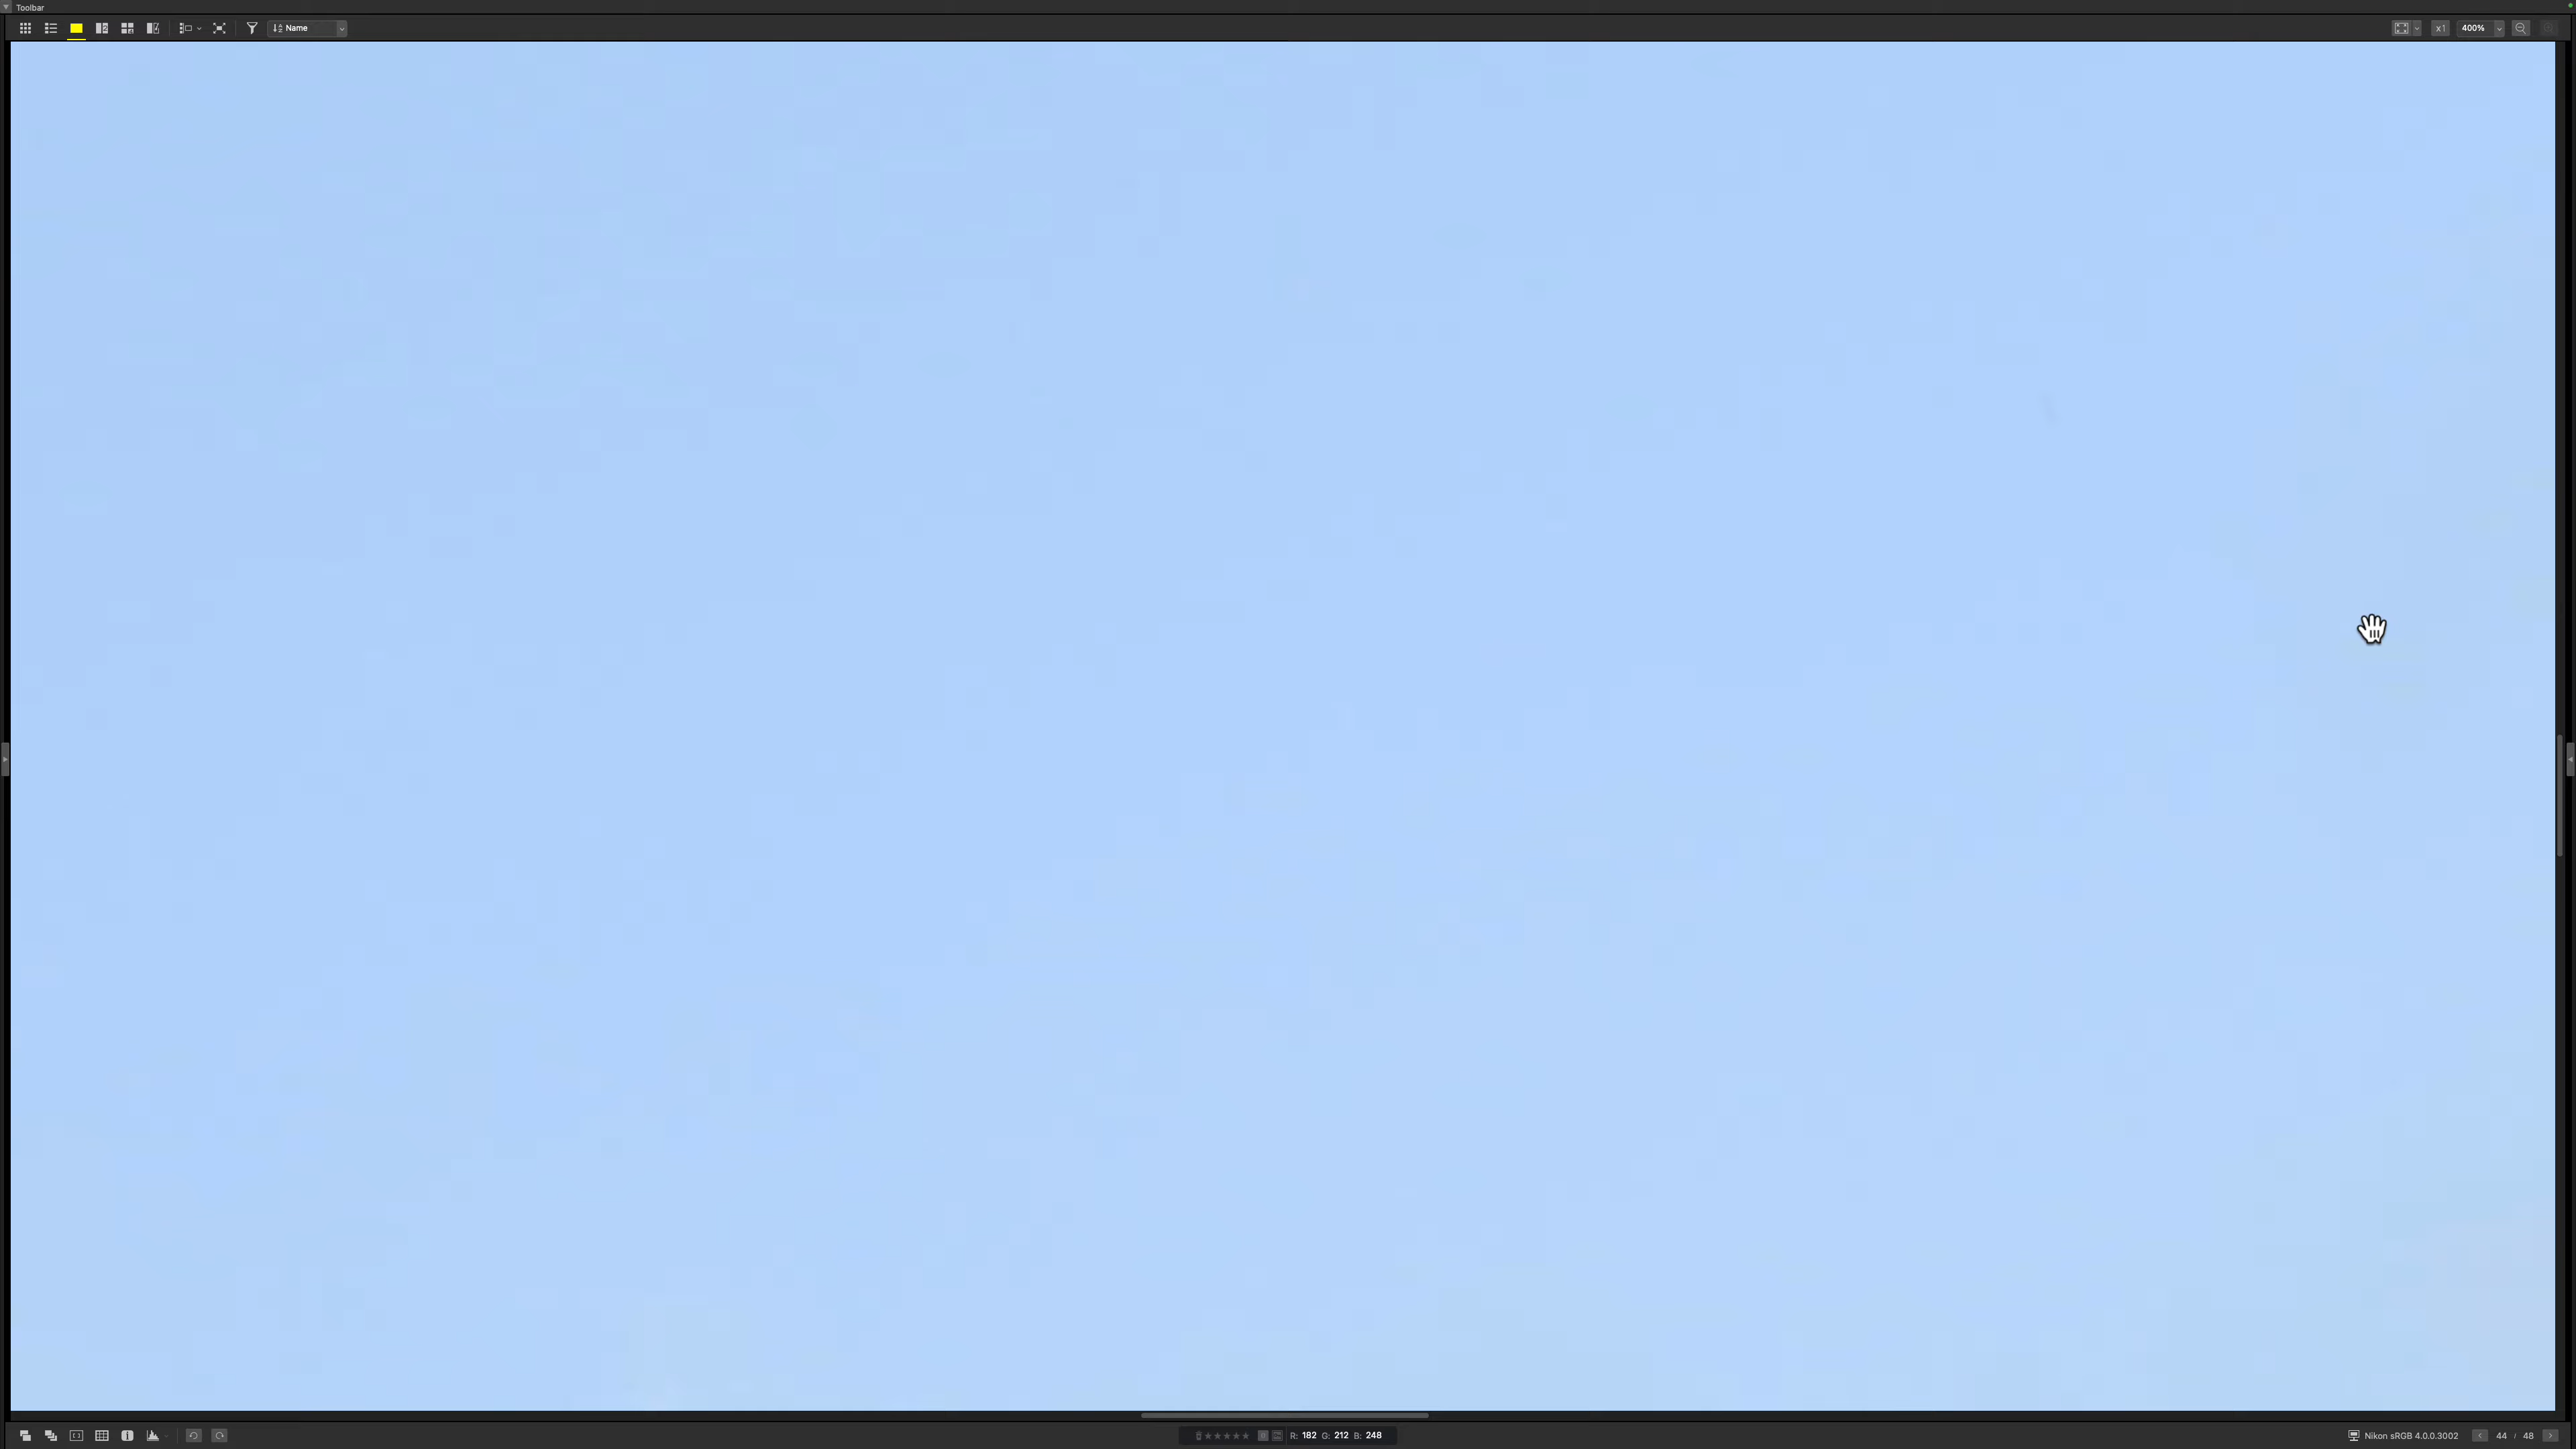 Toolbar
Name
x1
400%
R: 182 G: 212 B: 248
Nikon sRGB 4.0.0.3002
44 / 48